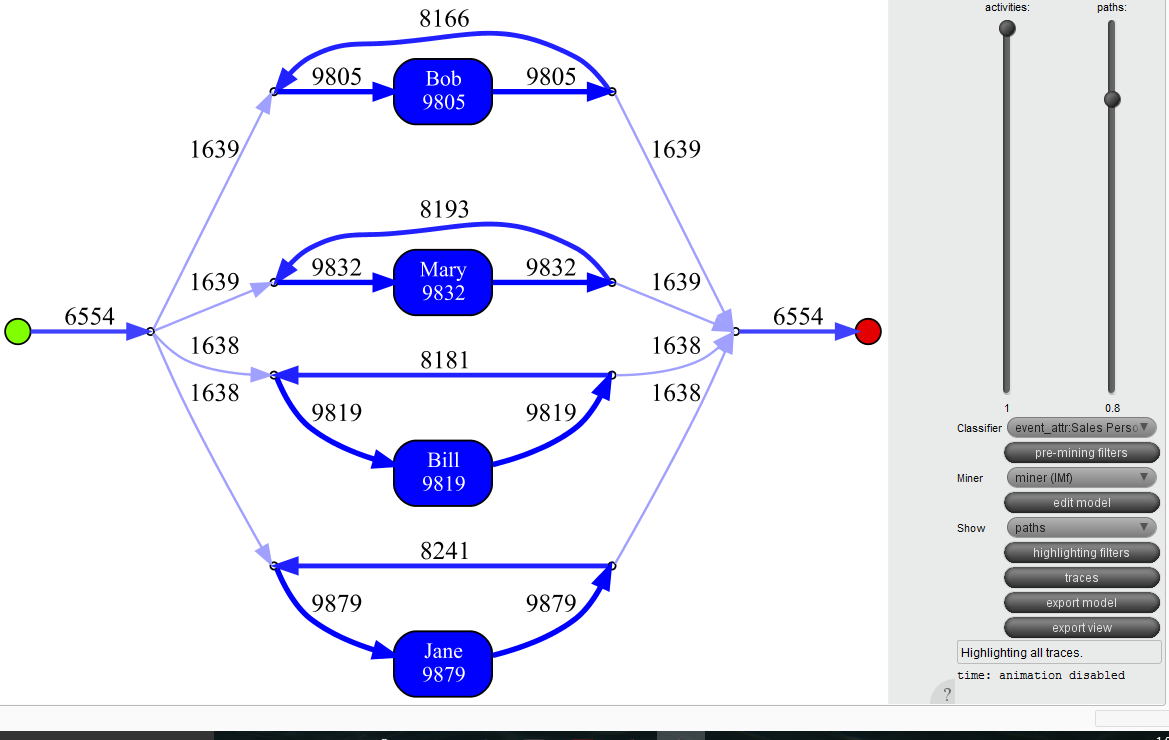 8166
9805
Bob
9805
9805
1639
1639
8193
9832
Mary
9832
9832
1639
1639
6554
6554
1638
8181
1638
9819
9819
1638
1638
Bill
9819
8241
9879
9879
Jane
9879
activities:
paths:
1
0.8
Classifier
event_attr:Sales Perso
pre-mining filters
Miner
miner (IMf)
edit model
Show
paths
highlighting filters
traces
export model
export view
Highlighting all traces.
time: animation disabled
?